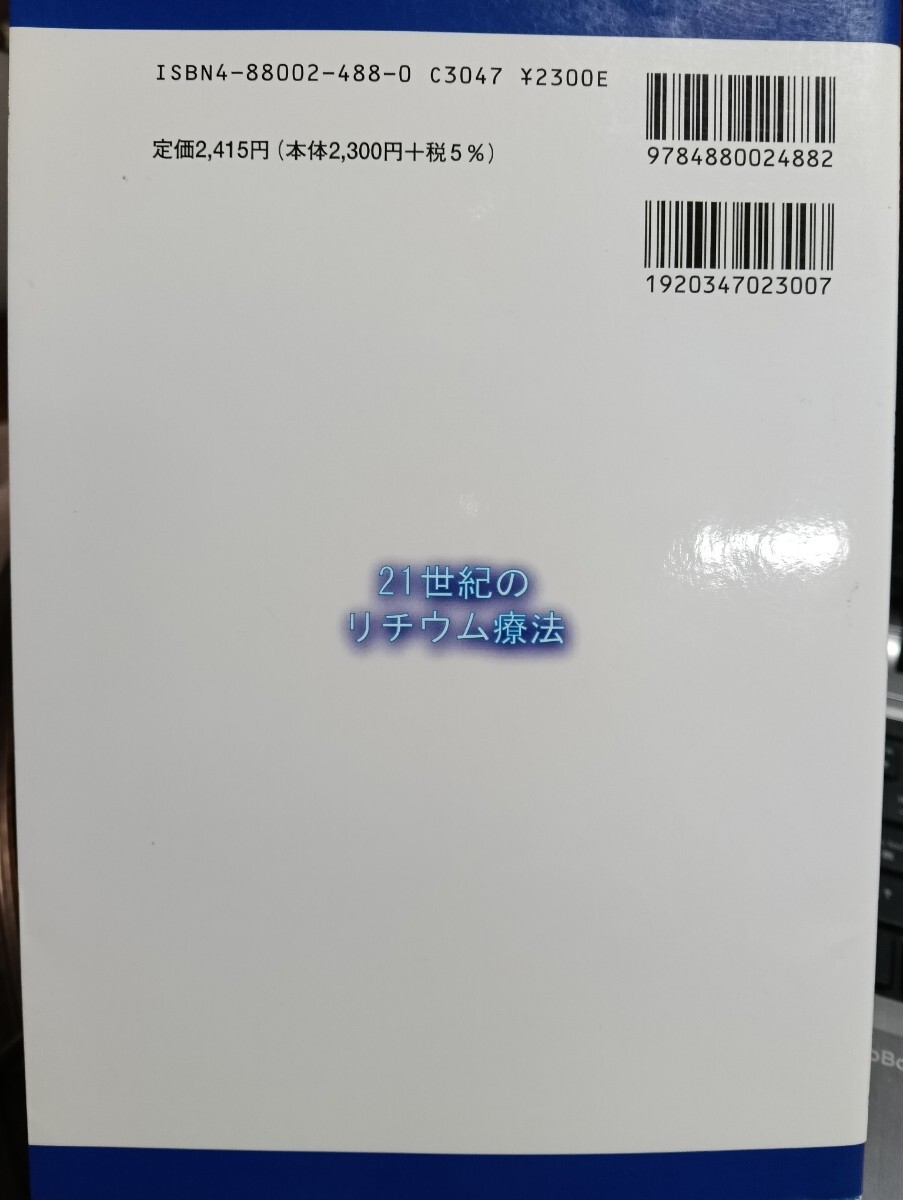 ISBN4-88002-488-0 C3047 ¥2300E
定価2,415円(本体2,300円+税5%)
9784880024882
1920347023007
21世紀の
リチウム療法